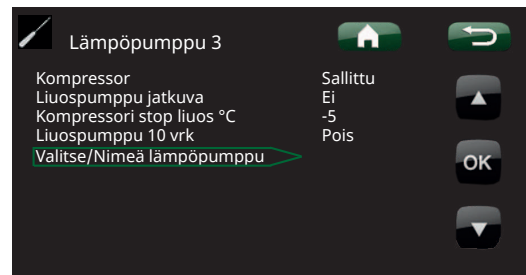 Lämpöpumppu 3
Kompressor Sallittu
Liuospumppu jatkuva Ei
Kompressori stop liuos °C -5
Liuospumppu 10 vrk Pois
Valitse/Nimeä lämpöpumppu
OK